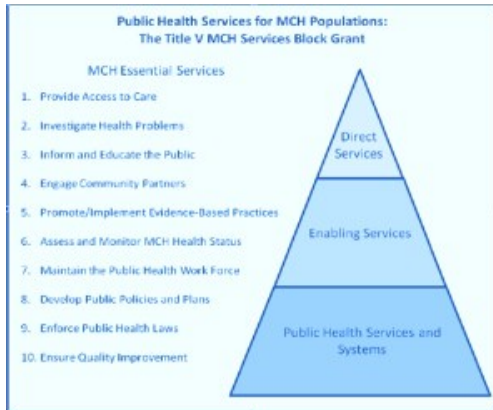 Public Health Services for MCH Populations:
The Title V MCH Services Block Grant
MCH Essential Services
1. Provide Access to Care
2. Investigate Health Problems
3. Inform and Educate the Public
4. Engage Community Partners
5. Promote/Implement Evidence-Based Practices
6. Assess and Monitor MCH Health Status
7. Maintain the Public Health Work Force
8. Develop Public Policies and Plans
9. Enforce Public Health Laws
10. Ensure Quality Improvement
Direct
Services
Enabling Services
Public Health Services and
Systems